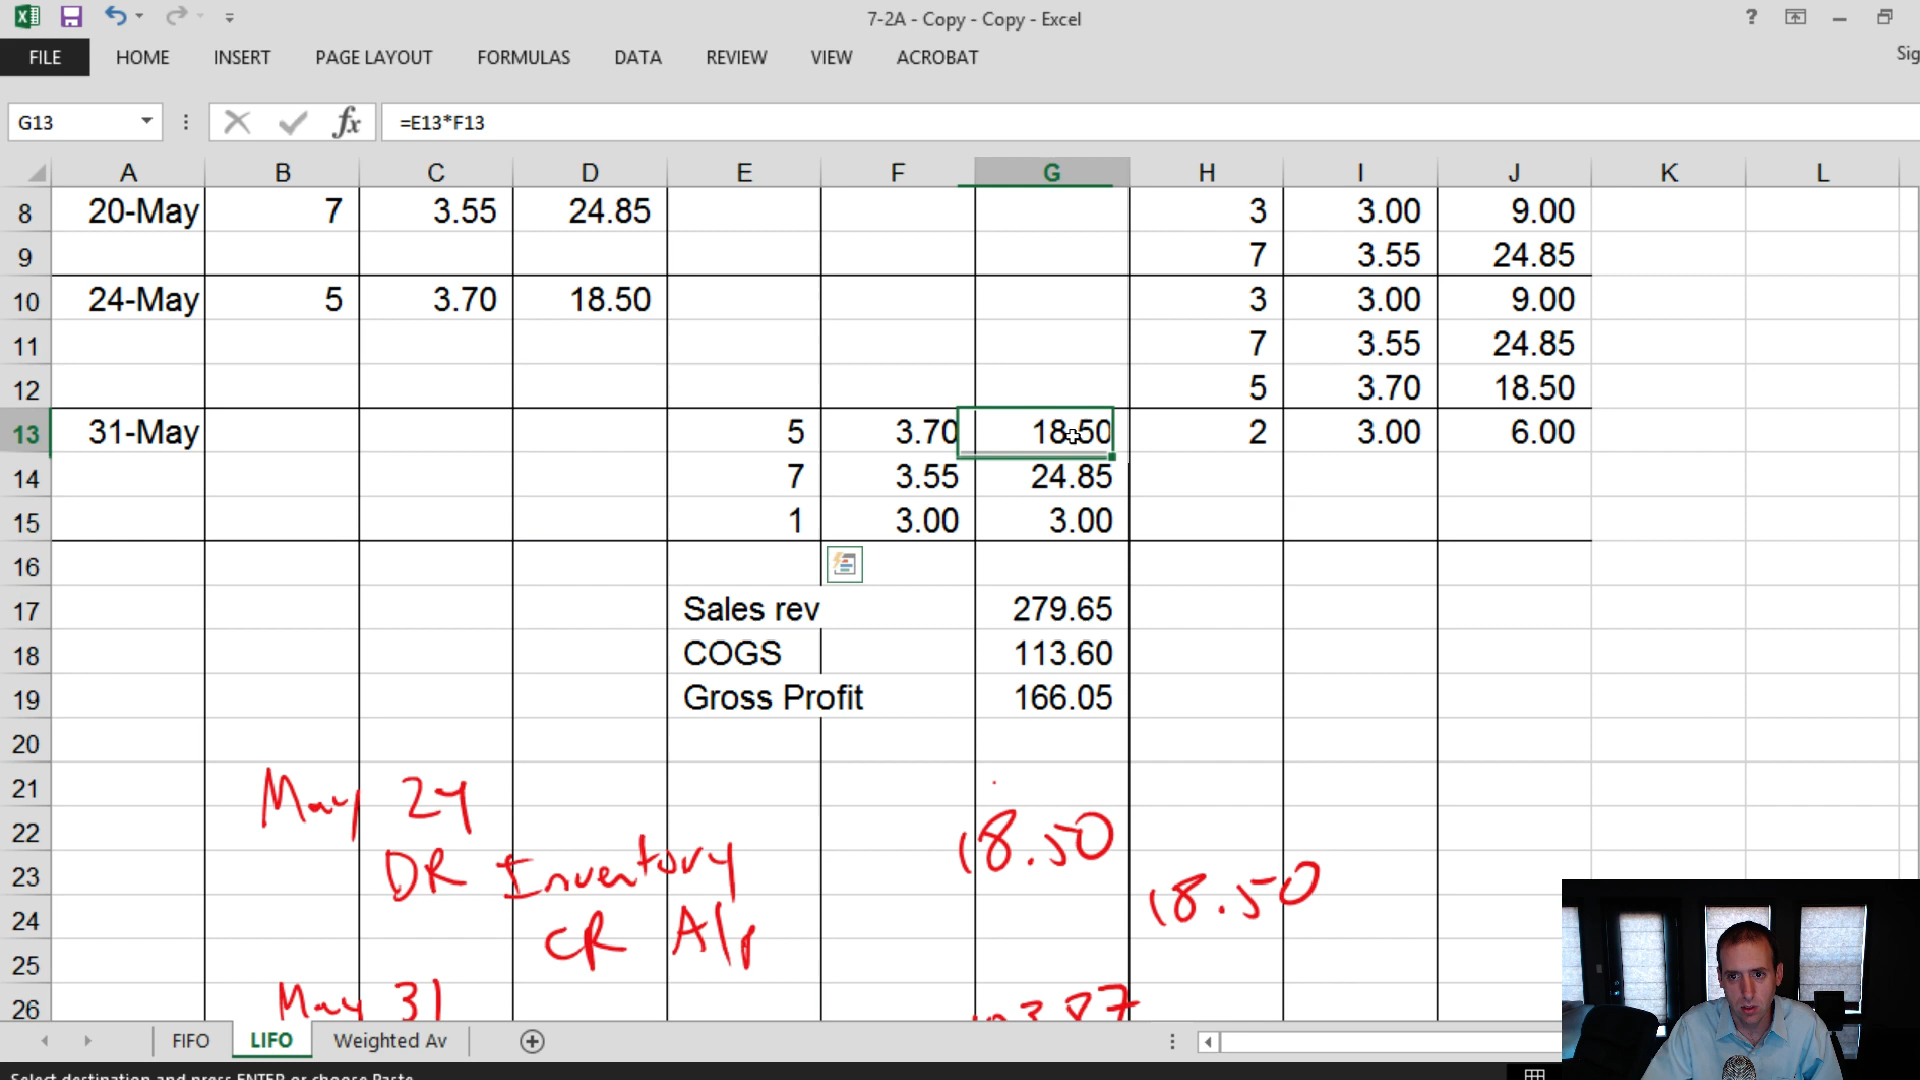 7-2A - Copy - Copy - Excel
?
FILE HOME INSERT PAGE LAYOUT FORMULAS DATA REVIEW VIEW ACROBAT Sig
G13 fx =E13*F13
A B C D E F G H I J K L
8 20-May 7 3.55 24.85 3 3.00 9.00
9 7 3.55 24.85
10 24-May 5 3.70 18.50 3 3.00 9.00
11 7 3.55 24.85
12 5 3.70 18.50
13 31-May 5 3.70 18.50 2 3.00 6.00
14 7 3.55 24.85
15 1 3.00 3.00
16
17 Sales rev 279.65
18 COGS 113.60
19 Gross Profit 166.05
20
21
22
23
24
25
26
May 24
DR Inventory 18.50
CR A/p 18.50
May 31
FIFO LIFO Weighted Av
Select destination and press ENTER or choose Paste